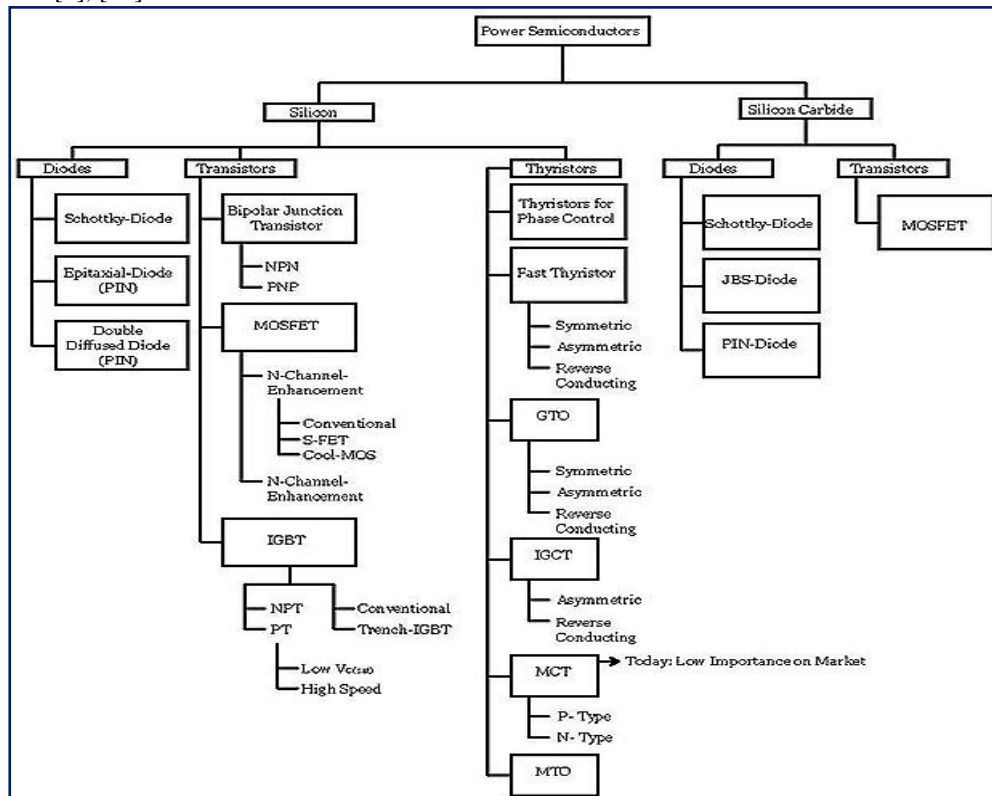 Power Semiconductors
Silicon
Silicon Carbide
Diodes
Transistors
Thyristors
Diodes
Transistors
Schottky-Diode
Epitaxial-Diode
(PIN)
Double
Diffused Diode
(PIN)
Bipolar Junction
Transistor
NPN
PNP
MOSFET
N-Channel-
Enhancement
Conventional
S-FET
Cool-MOS
N-Channel-
Enhancement
IGBT
NPT
PT
Conventional
Trench-IGBT
Low VC(sat)
High Speed
Thyristors for
Phase Control
Fast Thyristor
Symmetric
Asymmetric
Reverse
Conducting
GTO
Symmetric
Asymmetric
Reverse
Conducting
IGCT
Asymmetric
Reverse
Conducting
MCT
Today: Low Importance on Market
P- Type
N- Type
MTO
Schottky-Diode
JBS-Diode
PIN-Diode
MOSFET